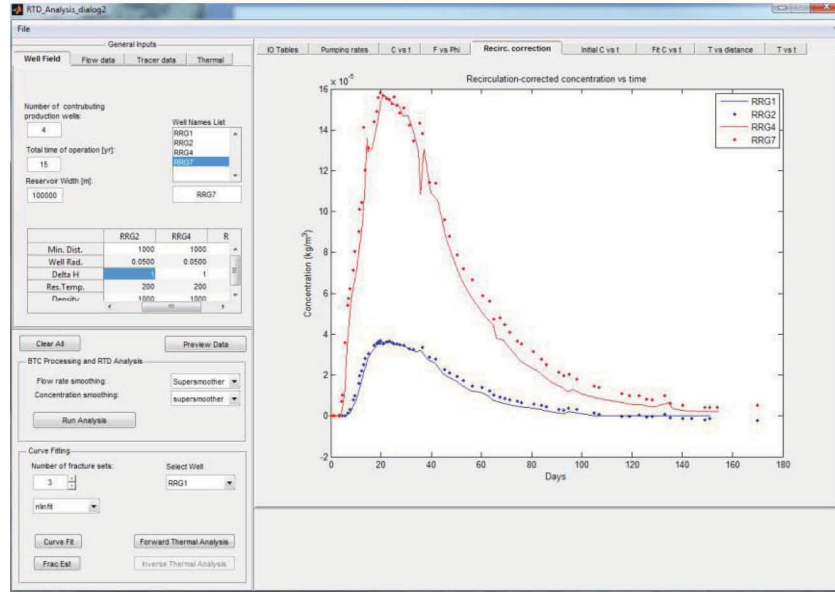 RTD_Analysis_dialog2
File
General Inputs
Well Field Flow data Tracer data Thermal
Number of contrubuting
production wells:
4
Total time of operation [yr]:
15
Reservoir Width [m]:
100000
Well Names List
RRG1
RRG2
RRG4
RRG7
RRG7
RRG2 RRG4 R
Min. Dist. 1000 1000
Well Rad. 0.0500 0.0500
Delta H 1 1
Res.Temp. 200 200
Density 1000 1000
Clear All Preview Data
BTC Processing and RTD Analysis
Flow rate smoothing: Supersmoother
Concentration smoothing: supersmoother
Run Analysis
Curve Fitting
Number of fracture sets: Select Well
3 RRG1
nlinfit
Curve Fit Forward Thermal Analysis
Frac Est Inverse Thermal Analysis
IO Tables Pumping rates C vs t F vs Phi Recirc. correction Initial C vs t Fit C vs t T vs distance T vs t
Recirculation-corrected concentration vs time
x 10^-5
16
14
12
10
8
6
4
2
0
-2
Concentration (kg/m³)
0 20 40 60 80 100 120 140 160 180
Days
RRG1
RRG2
RRG4
RRG7